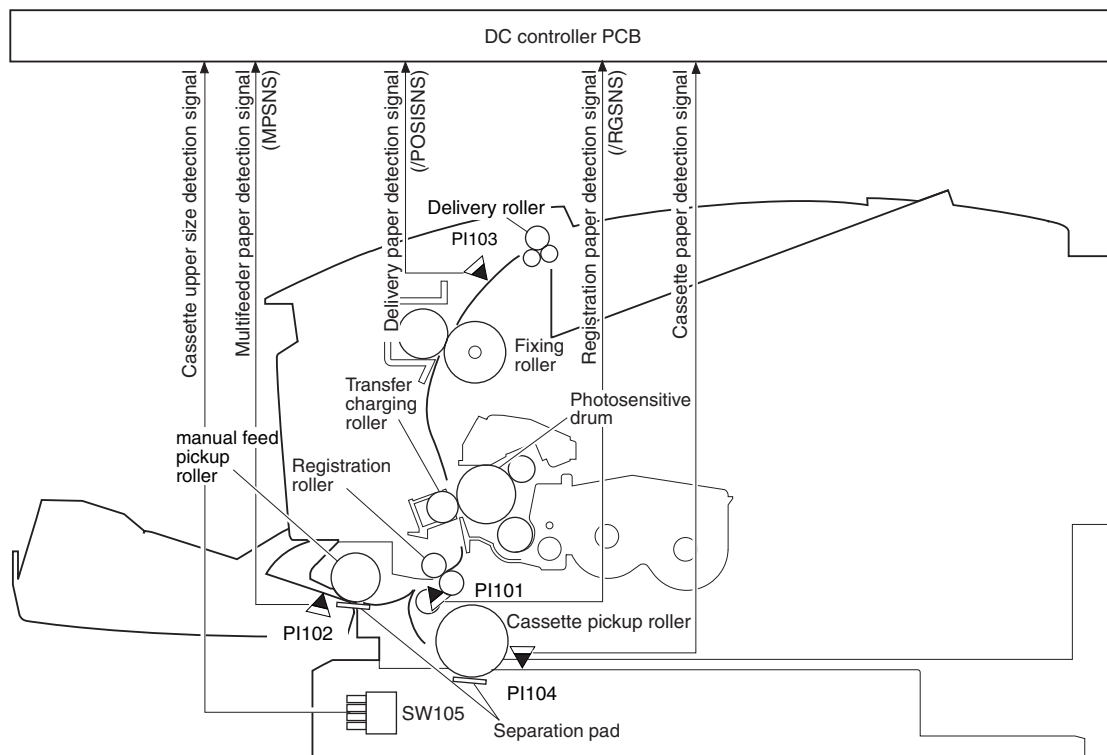 DC controller PCB
Cassette upper size detection signal
Multifeeder paper detection signal
(MPSNS)
Delivery paper detection signal
(/POSISNS)
Registration paper detection signal
(/RGSNS)
Cassette paper detection signal
Delivery roller
PI103
Fixing
roller
Transfer
charging
roller
Photosensitive
drum
manual feed
pickup
roller
Registration
roller
PI101
Cassette pickup roller
PI102
PI104
SW105
Separation pad